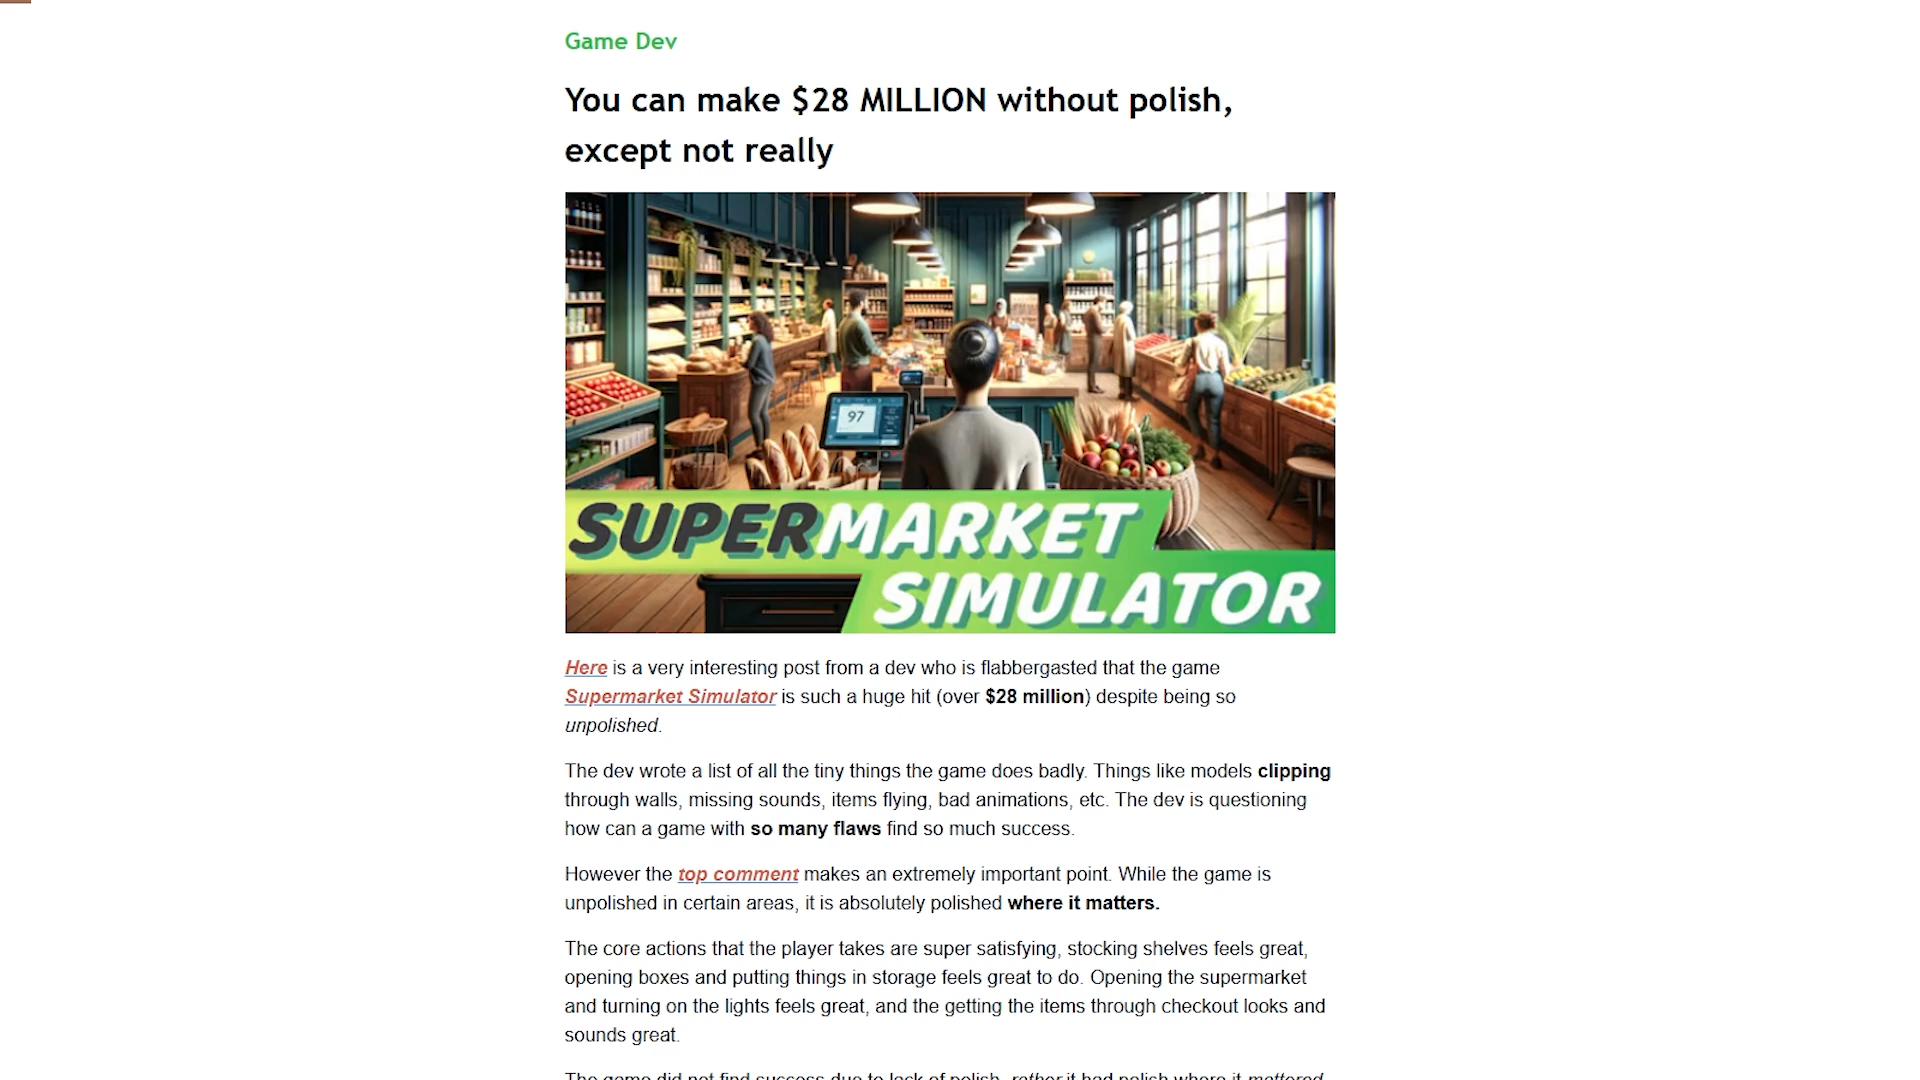 Game Dev
You can make $28 MILLION without polish,
except not really
97
SUPERMARKET
SIMULATOR
Here is a very interesting post from a dev who is flabbergasted that the game
Supermarket Simulator is such a huge hit (over $28 million) despite being so
unpolished.
The dev wrote a list of all the tiny things the game does badly. Things like models clipping
through walls, missing sounds, items flying, bad animations, etc. The dev is questioning
how can a game with so many flaws find so much success.
However the top comment makes an extremely important point. While the game is
unpolished in certain areas, it is absolutely polished where it matters.
The core actions that the player takes are super satisfying, stocking shelves feels great,
opening boxes and putting things in storage feels great to do. Opening the supermarket
and turning on the lights feels great, and the getting the items through checkout looks and
sounds great.
The game did not find success due to lack of polish, rather it had polish where it mattered